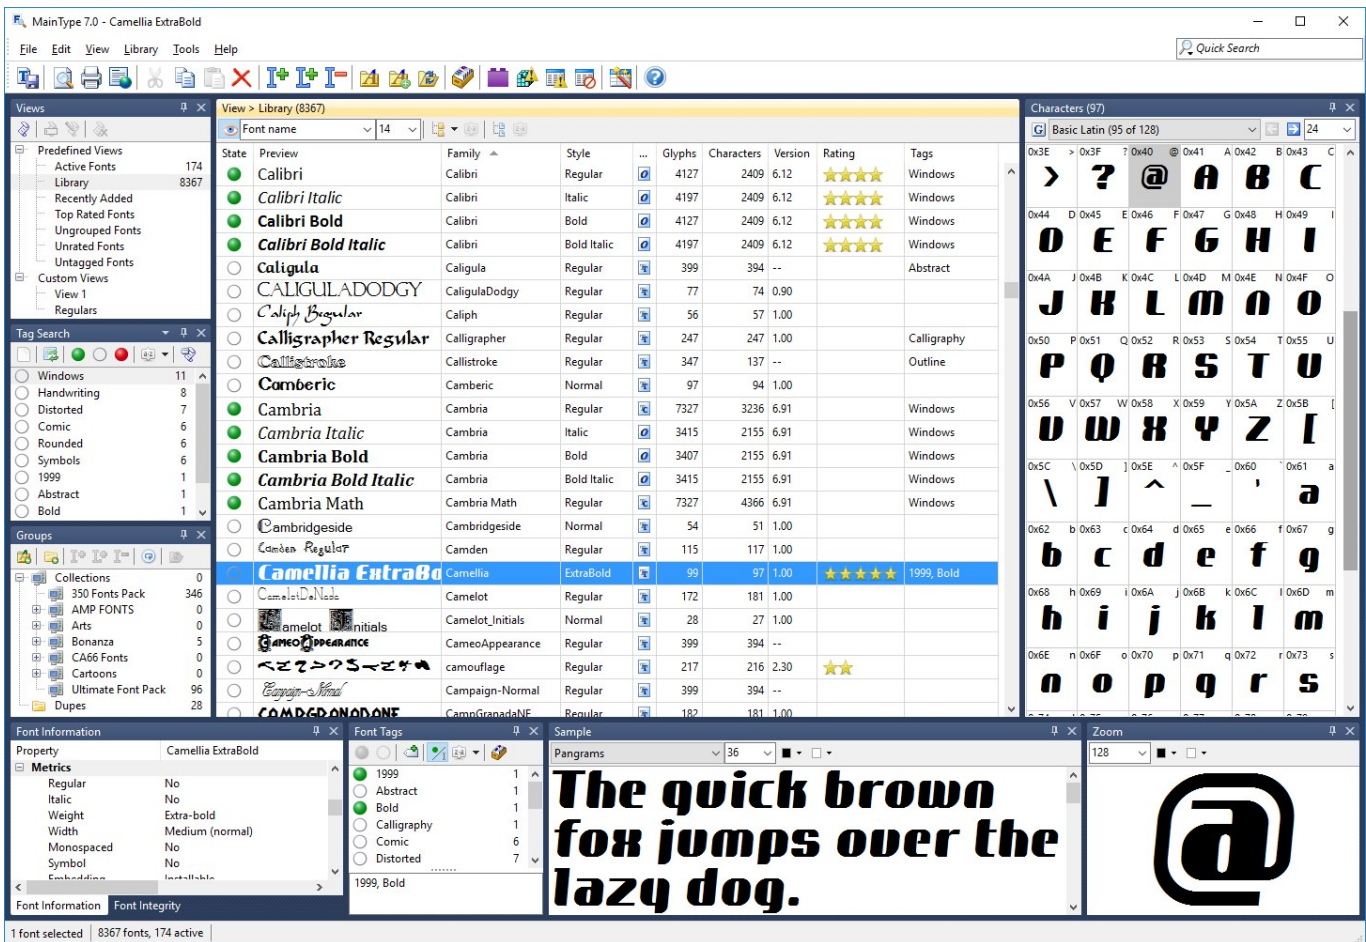 MainType 7.0 - Camellia ExtraBold
File Edit View Library Tools Help
Quick Search
Views
Predefined Views
Active Fonts 174
Library 8367
Recently Added
Top Rated Fonts
Ungrouped Fonts
Unrated Fonts
Untagged Fonts
Custom Views
View 1
Regulars
Tag Search
Windows 11
Handwriting 8
Distorted 7
Comic 6
Rounded 6
Symbols 6
1999 1
Abstract 1
Bold 1
Groups
Collections 0
350 Fonts Pack 346
AMP FONTS 0
Arts 0
Bonanza 5
CA66 Fonts 0
Cartoons 0
Ultimate Font Pack 96
Dupes 28
View > Library (8367)
Font name 14
State Preview Family Style ... Glyphs Characters Version Rating Tags
Calibri Calibri Regular O 4127 2409 6.12 Windows
Calibri Italic Calibri Italic O 4197 2409 6.12 Windows
Calibri Bold Calibri Bold O 4127 2409 6.12 Windows
Calibri Bold Italic Calibri Bold Italic O 4197 2409 6.12 Windows
Caligula Caligula Regular 399 394 -- Abstract
CALIGULADODGY CaligulaDodgy Regular 77 74 0.90
Caliph Regular Caliph Regular 56 57 1.00
Calligrapher Regular Calligrapher Regular 247 247 1.00 Calligraphy
Callistroke Callistroke Regular 347 137 -- Outline
Camberic Camberic Normal 97 94 1.00
Cambria Cambria Regular 7327 3236 6.91 Windows
Cambria Italic Cambria Italic O 3415 2155 6.91 Windows
Cambria Bold Cambria Bold O 3407 2155 6.91 Windows
Cambria Bold Italic Cambria Bold Italic O 3415 2155 6.91 Windows
Cambria Math Cambria Math Regular 7327 4366 6.91 Windows
Cambridgeside Cambridgeside Normal 54 51 1.00
Camden Regular Camden Regular 115 117 1.00
Camellia ExtraBo Camellia ExtraBold 99 97 1.00 1999, Bold
CamelotDeNada Camelot Regular 172 181 1.00
Camelot Initials Camelot_Initials Normal 28 27 1.00
CAMEOAPPEARANCE CameoAppearance Regular 399 394 --
camouflage Regular 217 216 2.30
Campaign-Normal Campaign-Normal Regular 399 394 --
CAMPGRANADANF CampGranadaNF Regular 182 181 1.00
Characters (97)
G Basic Latin (95 of 128) 24
0x3E > 0x3F ? 0x40 @ 0x41 A 0x42 B 0x43 C
> ? @ A B C
0x44 D 0x45 E 0x46 F 0x47 G 0x48 H 0x49 I
D E F G H I
0x4A J 0x4B K 0x4C L 0x4D M 0x4E N 0x4F O
J K L M N O
0x50 P 0x51 Q 0x52 R 0x53 S 0x54 T 0x55 U
P Q R S T U
0x56 V 0x57 W 0x58 X 0x59 Y 0x5A Z 0x5B [
U W X Y Z [
0x5C \ 0x5D ] 0x5E ^ 0x5F _ 0x60 ` 0x61 a
\ ] ^ _ ' a
0x62 b 0x63 c 0x64 d 0x65 e 0x66 f 0x67 g
b c d e f g
0x68 h 0x69 i 0x6A j 0x6B k 0x6C l 0x6D m
h i j k l m
0x6E n 0x6F o 0x70 p 0x71 q 0x72 r 0x73 s
n o p q r s
Font Information
Property Camellia ExtraBold
Metrics
Regular No
Italic No
Weight Extra-bold
Width Medium (normal)
Monospaced No
Symbol No
Embedding Installable
Font Information Font Integrity
Font Tags
1999 1
Abstract 1
Bold 1
Calligraphy 1
Comic 6
Distorted 7
1999, Bold
Sample
Pangrams 36
The quick brown
fox jumps over the
lazy dog.
Zoom
128
@
1 font selected 8367 fonts, 174 active